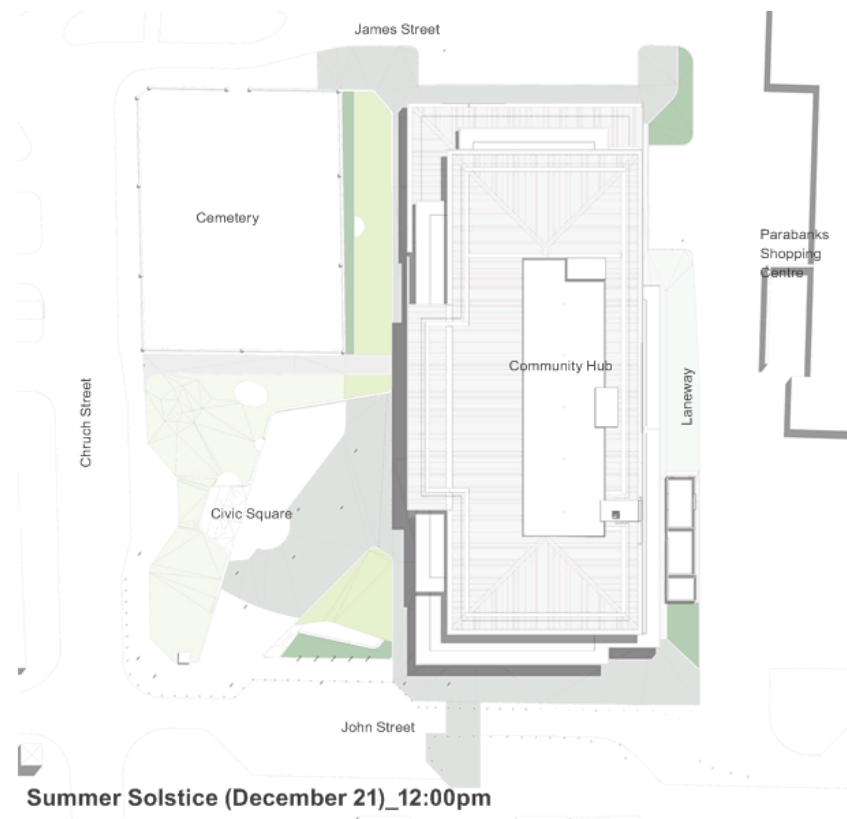 James Street
Cemetery
Parabanks
Shopping
Centre
Community Hub
Laneway
Chruch Street
Civic Square
John Street
Summer Solstice (December 21)_12:00pm